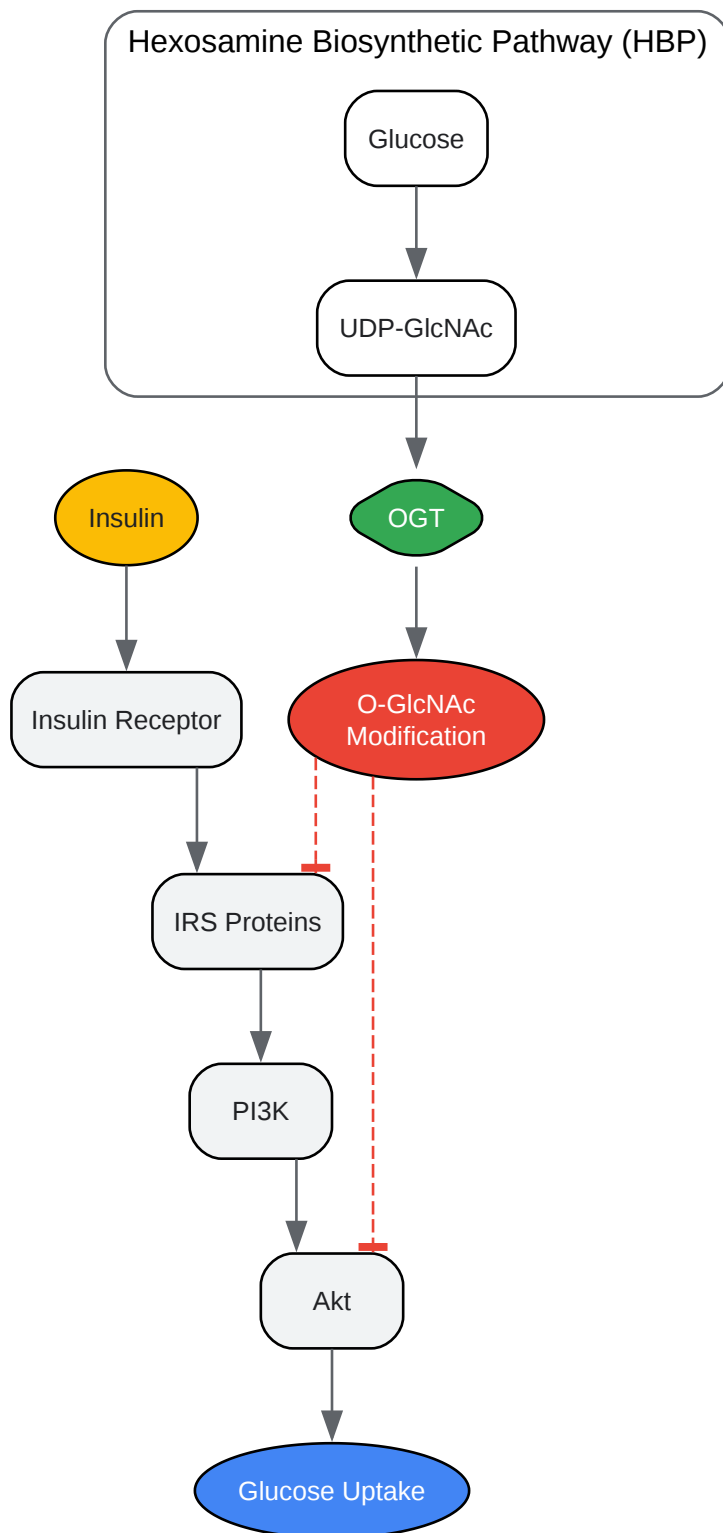 Hexosamine Biosynthetic Pathway (HBP)
Glucose
UDP-GlcNAc
Insulin
OGT
Insulin Receptor
O-GlcNAc
Modification
IRS Proteins
PI3K
Akt
Glucose Uptake